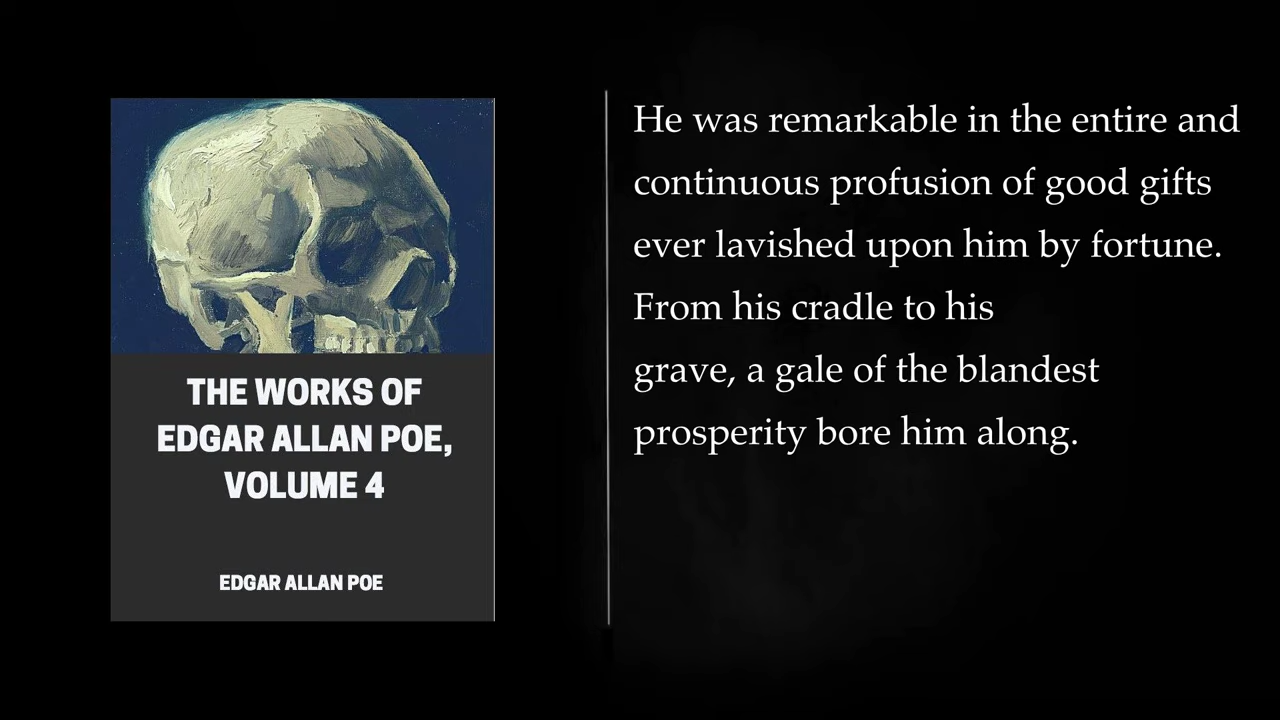 THE WORKS OF
EDGAR ALLAN POE,
VOLUME 4
EDGAR ALLAN POE
He was remarkable in the entire and
continuous profusion of good gifts
ever lavished upon him by fortune.
From his cradle to his
grave, a gale of the blandest
prosperity bore him along.